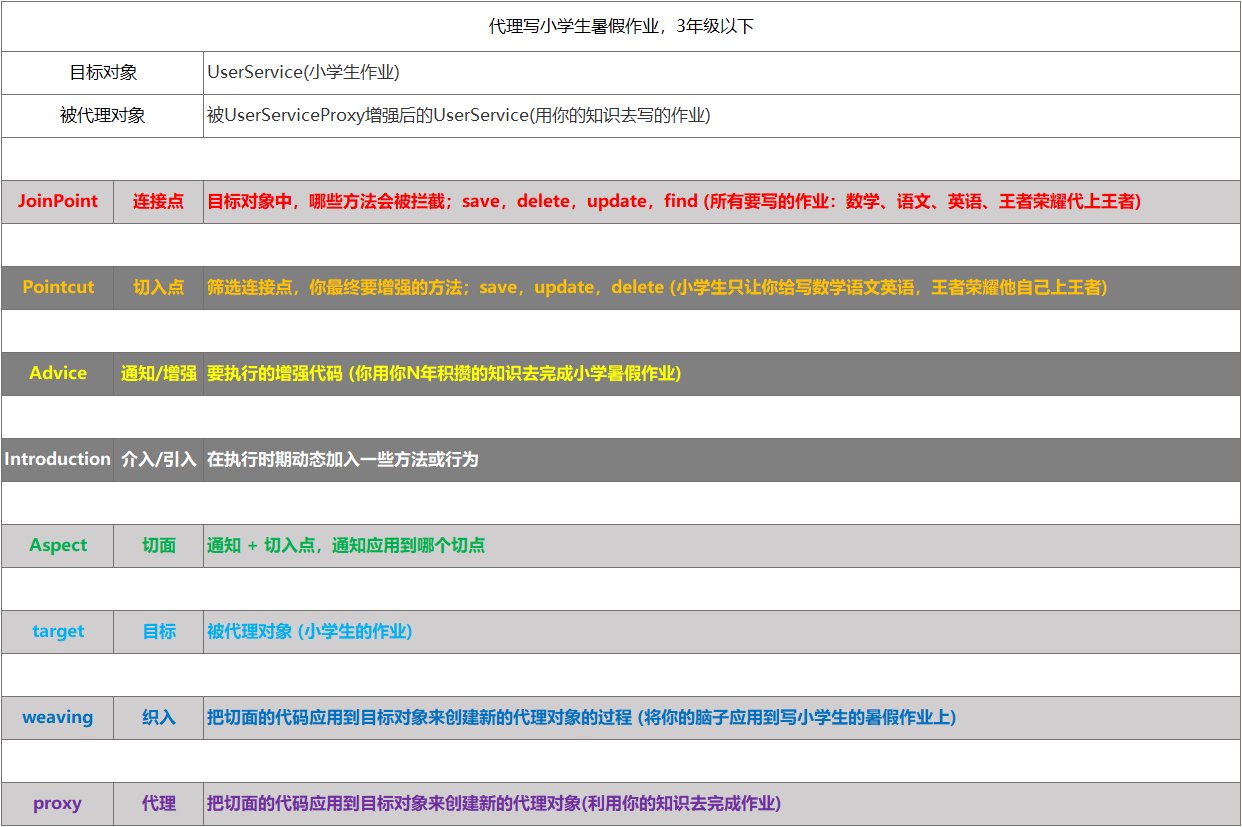 代理写小学生暑假作业，3年级以下
目标对象 UserService(小学生作业)
被代理对象 被UserServiceProxy增强后的UserService(用你的知识去写的作业)
JoinPoint 连接点 目标对象中，哪些方法会被拦截；save，delete，update，find (所有要写的作业：数学、语文、英语、王者荣耀代上王者)
Pointcut 切入点 筛选连接点，你最终要增强的方法；save，update，delete (小学生只让你给写数学语文英语，王者荣耀他自己上王者)
Advice 通知/增强 要执行的增强代码 (你用你N年积攒的知识去完成小学暑假作业)
Introduction 介入/引入 在执行时期动态加入一些方法或行为
Aspect 切面 通知 + 切入点，通知应用到哪个切点
target 目标 被代理对象 (小学生的作业)
weaving 织入 把切面的代码应用到目标对象来创建新的代理对象的过程 (将你的脑子应用到写小学生的暑假作业上)
proxy 代理 把切面的代码应用到目标对象来创建新的代理对象(利用你的知识去完成作业)